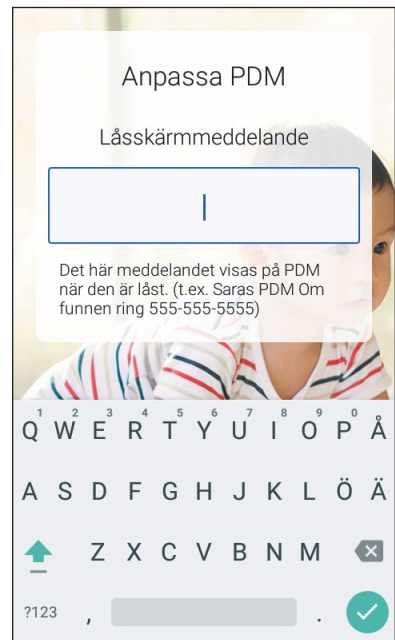 Anpassa PDM
Låsskärmmeddelande
Det här meddelandet visas på PDM
när den är låst. (t.ex. Saras PDM Om
funnen ring 555-555-5555)
1 2 3 4 5 6 7 8 9 0
Q W E R T Y U I O P Å
A S D F G H J K L Ö Ä
Z X C V B N M
?123 , .